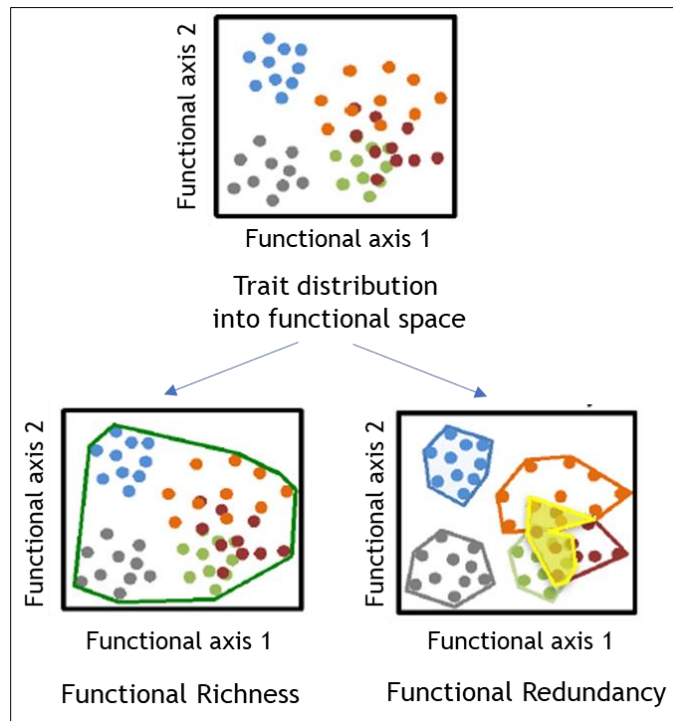 Functional axis 2
Functional axis 1
Trait distribution
into functional space
Functional axis 2
Functional axis 1
Functional Richness
Functional axis 2
Functional axis 1
Functional Redundancy